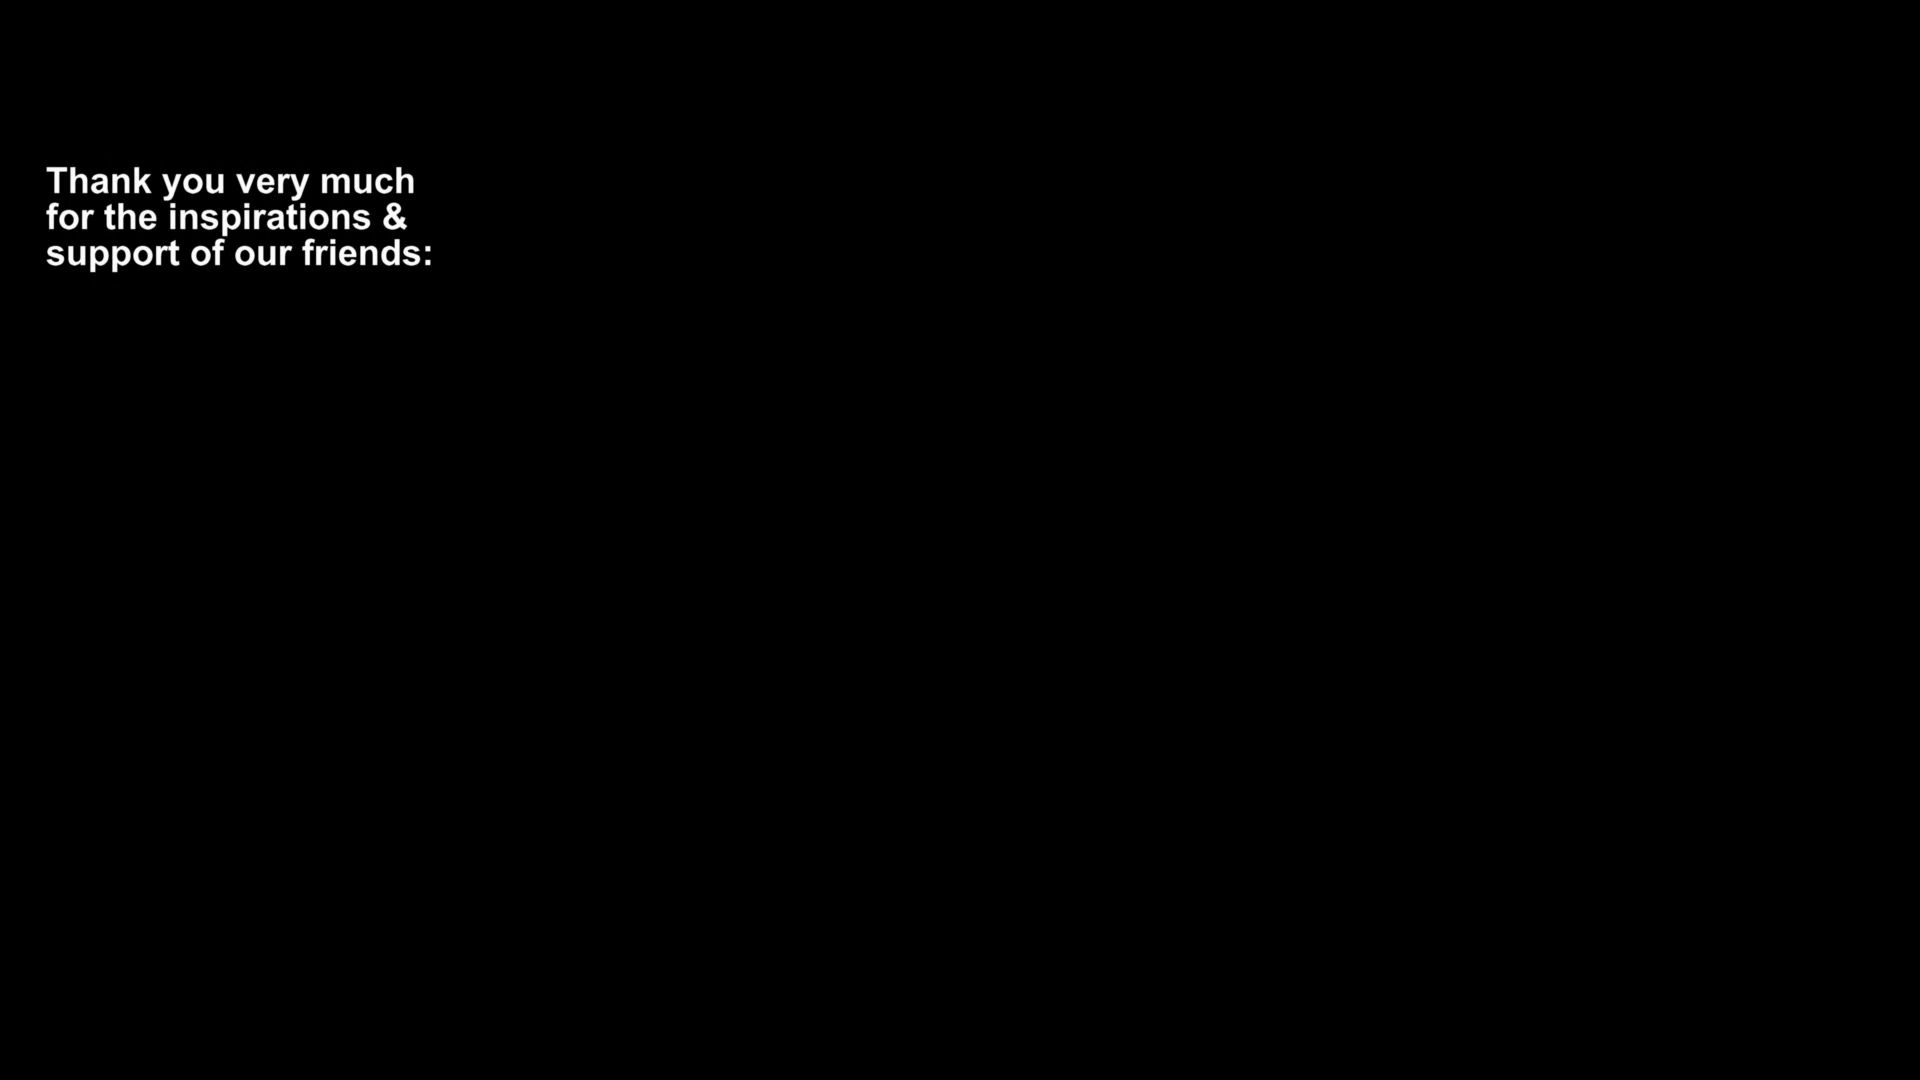 Thank you very much
for the inspirations &
support of our friends: